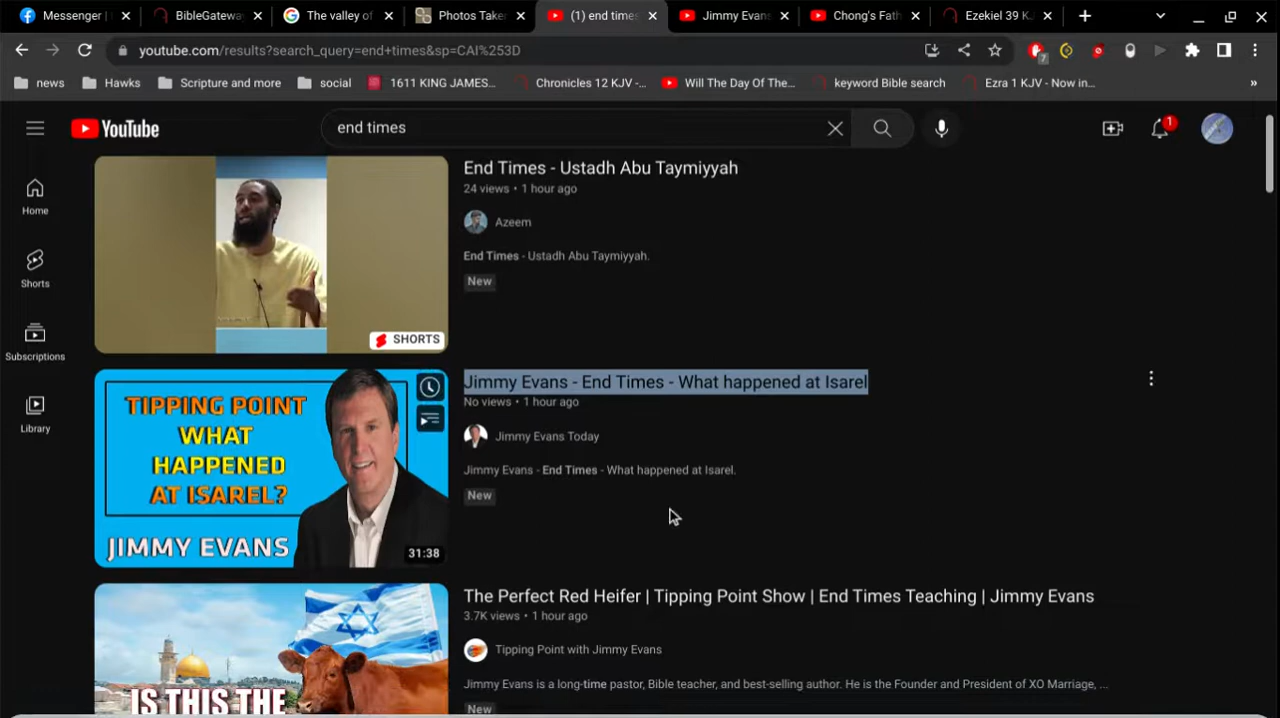 Messenger |
BibleGatewa
The valley of
Photos Take
(1) end times
Jimmy Evans
Chong's Fath
Ezekiel 39 KJ
youtube.com/results?search_query=end+times&sp=CAI%253D
7
news
Hawks
Scripture and more
social
1611 KING JAMES...
Chronicles 12 KJV -...
Will The Day Of The...
keyword Bible search
Ezra 1 KJV - Now in...
»
YouTube
end times
1
Home
Shorts
Subscriptions
Library
SHORTS
End Times - Ustadh Abu Taymiyyah
24 views • 1 hour ago
Azeem
End Times - Ustadh Abu Taymiyyah.
New
TIPPING POINT
WHAT
HAPPENED
AT ISAREL?
JIMMY EVANS
31:38
Jimmy Evans - End Times - What happened at Isarel
No views • 1 hour ago
Jimmy Evans Today
Jimmy Evans - End Times - What happened at Isarel.
New
IS THIS THE
The Perfect Red Heifer | Tipping Point Show | End Times Teaching | Jimmy Evans
3.7K views • 1 hour ago
Tipping Point with Jimmy Evans
Jimmy Evans is a long-time pastor, Bible teacher, and best-selling author. He is the Founder and President of XO Marriage, ...
New